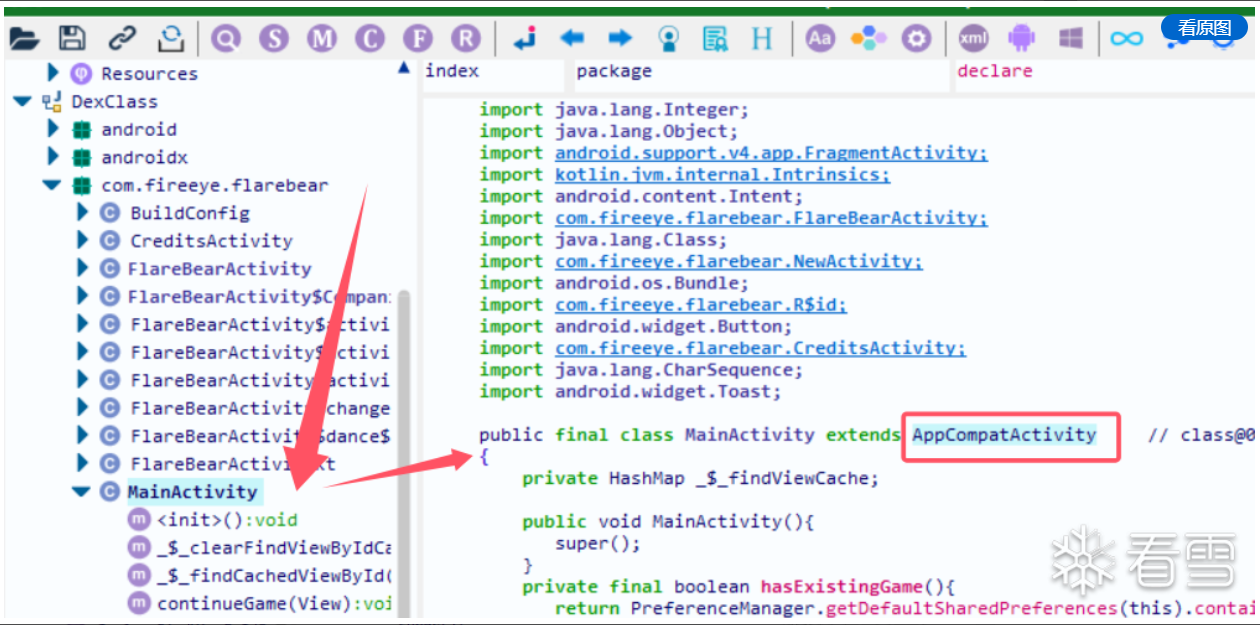 看原图
Q S M C F R H Aa xml
Resources
DexClass
android
androidx
com.fireeye.flarebear
BuildConfig
CreditsActivity
FlareBearActivity
FlareBearActivity$Compan
FlareBearActivity$activi
FlareBearActivity$activi
FlareBearActivity activi
FlareBearActivit change
FlareBearActivit $dance$
FlareBearActivit t
MainActivity
<init>():void
_$_clearFindViewByIdCa
_$_findCachedViewById(
continueGame(View):voi
index package declare
import java.lang.Integer;
import java.lang.Object;
import android.support.v4.app.FragmentActivity;
import kotlin.jvm.internal.Intrinsics;
import android.content.Intent;
import com.fireeye.flarebear.FlareBearActivity;
import java.lang.Class;
import com.fireeye.flarebear.NewActivity;
import android.os.Bundle;
import com.fireeye.flarebear.R$id;
import android.widget.Button;
import com.fireeye.flarebear.CreditsActivity;
import java.lang.CharSequence;
import android.widget.Toast;
public final class MainActivity extends AppCompatActivity // class@0
{
private HashMap _$_findViewCache;
public void MainActivity(){
super();
}
private final boolean hasExistingGame(){
return PreferenceManager.getDefaultSharedPreferences(this).contai
看雪